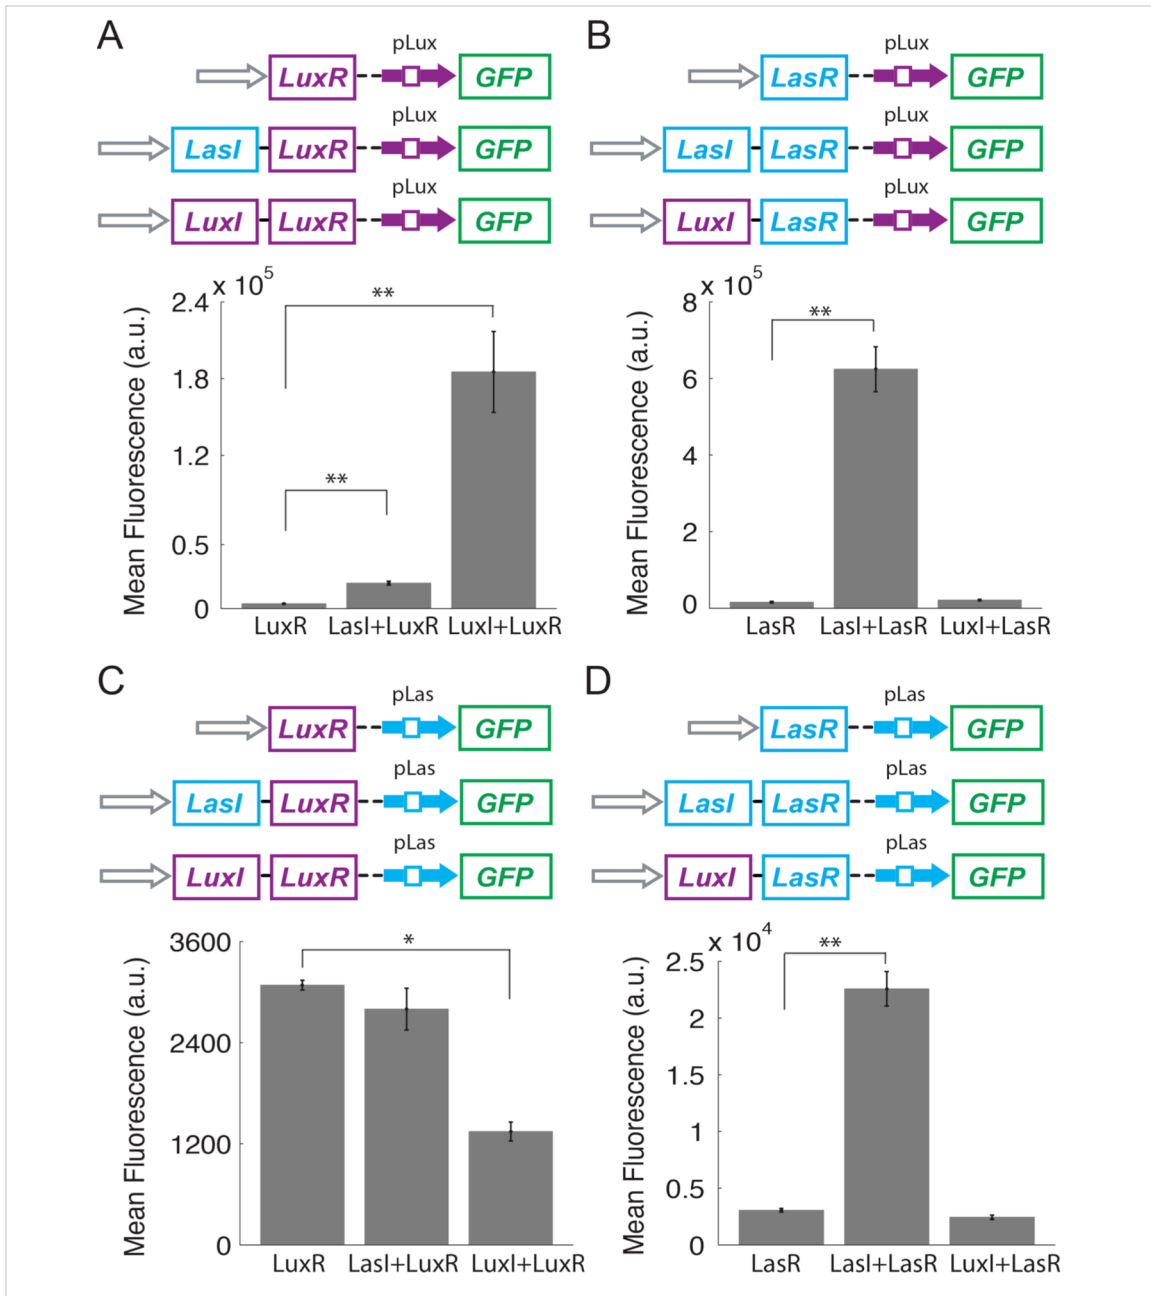 A
pLux
LuxR GFP
pLux
LasI LuxR GFP
pLux
LuxI LuxR GFP
x 10^5
Mean Fluorescence (a.u.)
2.4
1.8
1.2
0.5
0
**
**
LuxR LasI+LuxR LuxI+LuxR
B
pLux
LasR GFP
pLux
LasI LasR GFP
pLux
LuxI LasR GFP
x 10^5
Mean Fluorescence (a.u.)
8
6
4
2
0
**
LasR LasI+LasR LuxI+LasR
C
pLas
LuxR GFP
pLas
LasI LuxR GFP
pLas
LuxI LuxR GFP
Mean Fluorescence (a.u.)
3600
2400
1200
0
*
LuxR LasI+LuxR LuxI+LuxR
D
pLas
LasR GFP
pLas
LasI LasR GFP
pLas
LuxI LasR GFP
x 10^4
Mean Fluorescence (a.u.)
2.5
2
1.5
1
0.5
0
**
LasR LasI+LasR LuxI+LasR